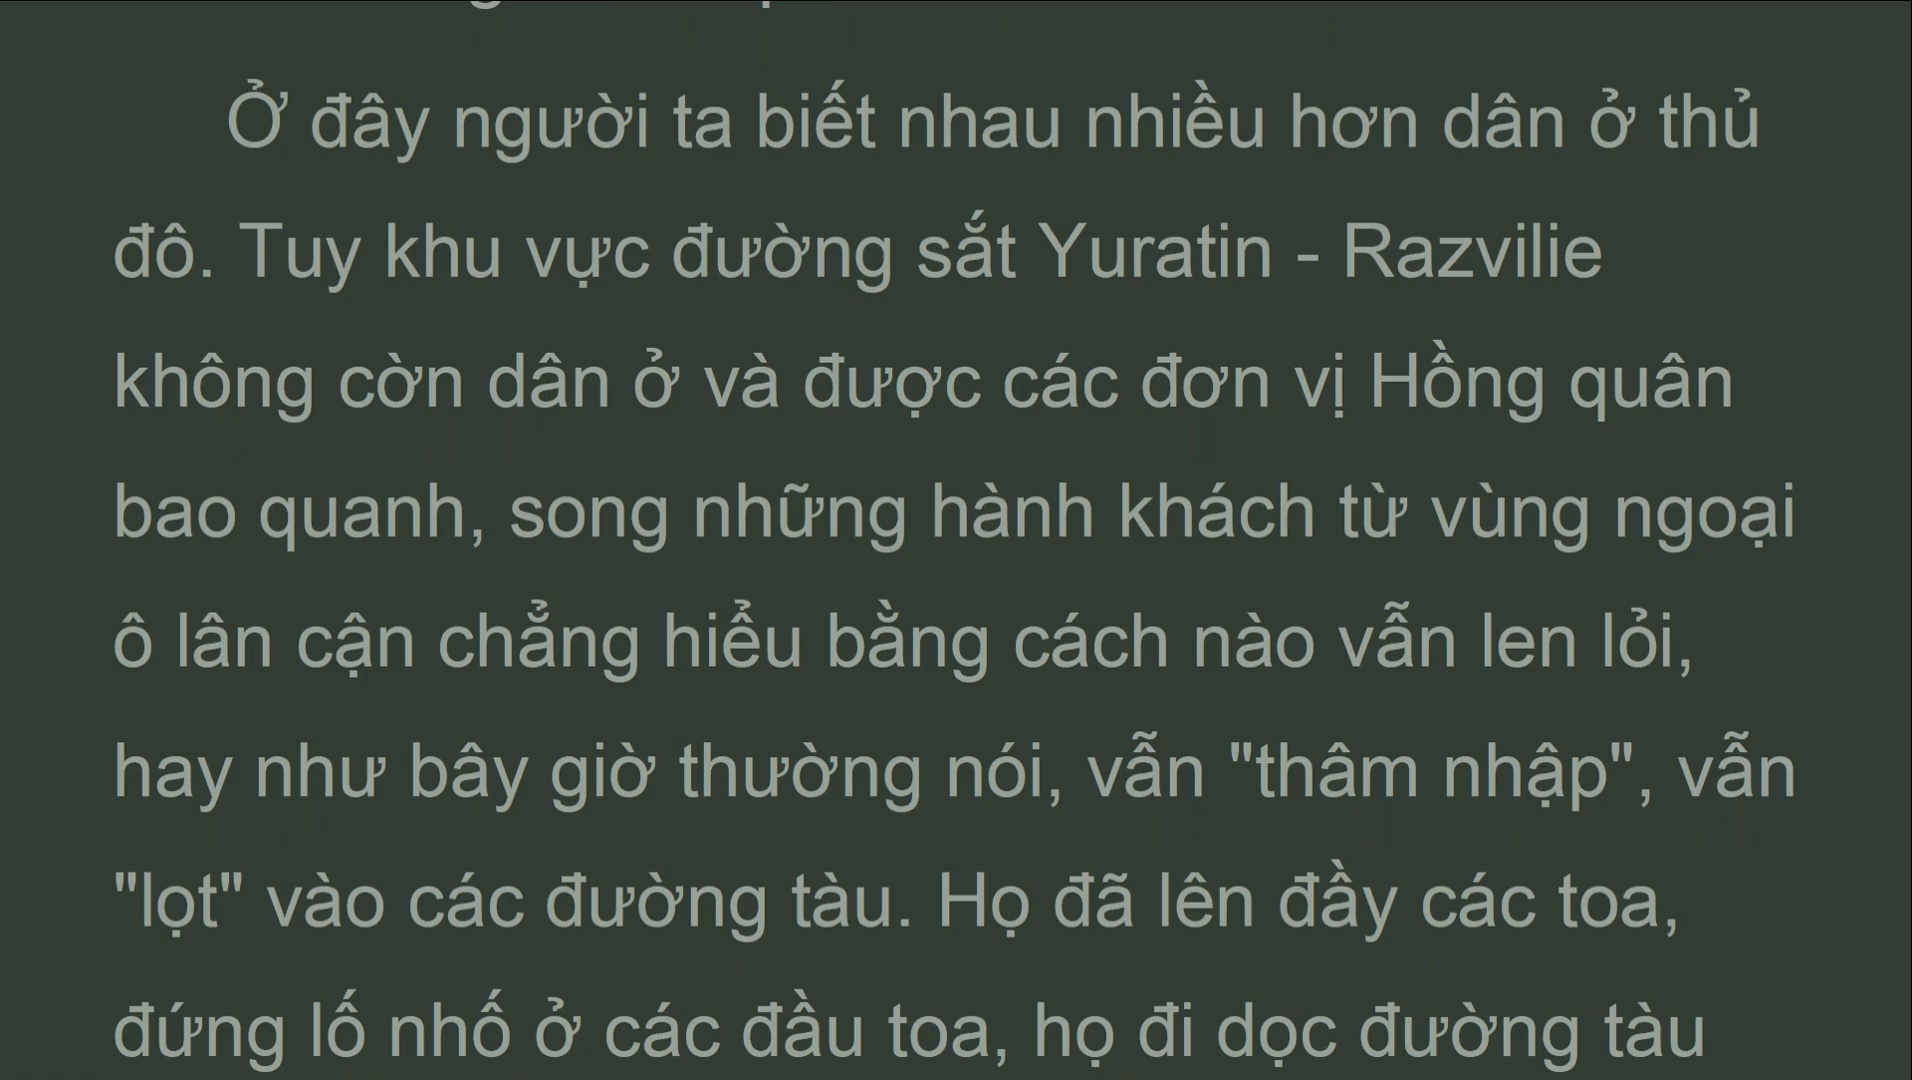 Ở đây người ta biết nhau nhiều hơn dân ở thủ
đô. Tuy khu vực đường sắt Yuratin - Razvilie
không cờn dân ở và được các đơn vị Hồng quân
bao quanh, song những hành khách từ vùng ngoại
ô lân cận chẳng hiểu bằng cách nào vẫn len lỏi,
hay như bây giờ thường nói, vẫn "thâm nhập", vẫn
"lọt" vào các đường tàu. Họ đã lên đầy các toa,
đứng lố nhố ở các đầu toa, họ đi dọc đường tàu